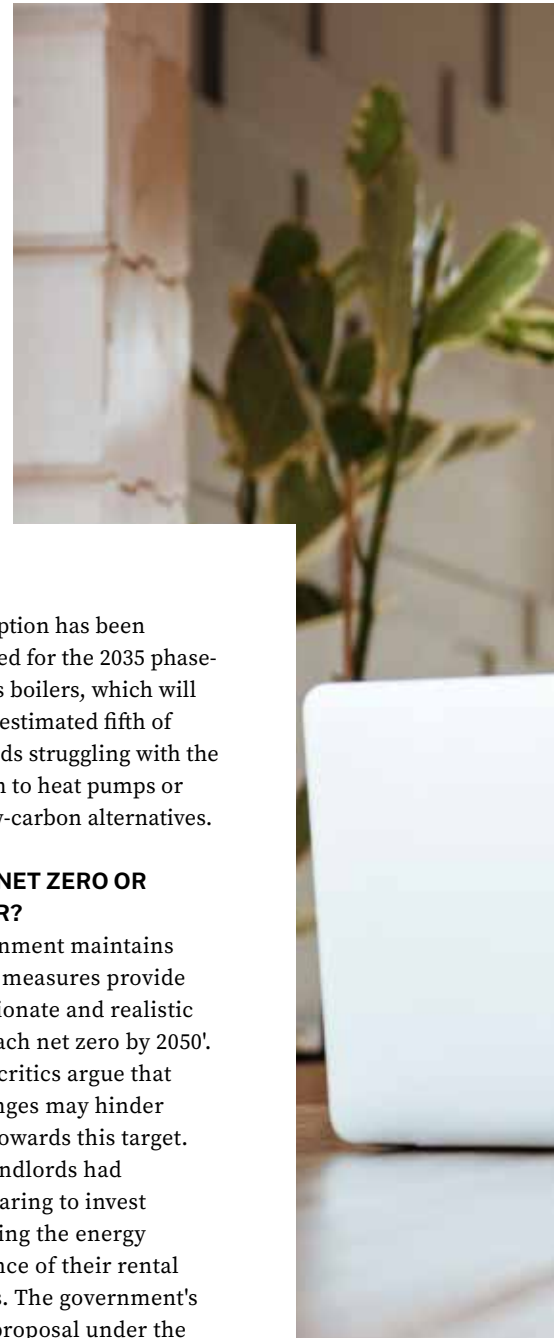 ption has been
ed for the 2035 phase-
s boilers, which will
estimated fifth of
ds struggling with the
n to heat pumps or
w-carbon alternatives.
NET ZERO OR
R?
nment maintains
measures provide
ionate and realistic
ach net zero by 2050'.
critics argue that
nges may hinder
owards this target.
ndlords had
aring to invest
ing the energy
nce of their rental
s. The government's
proposal under the